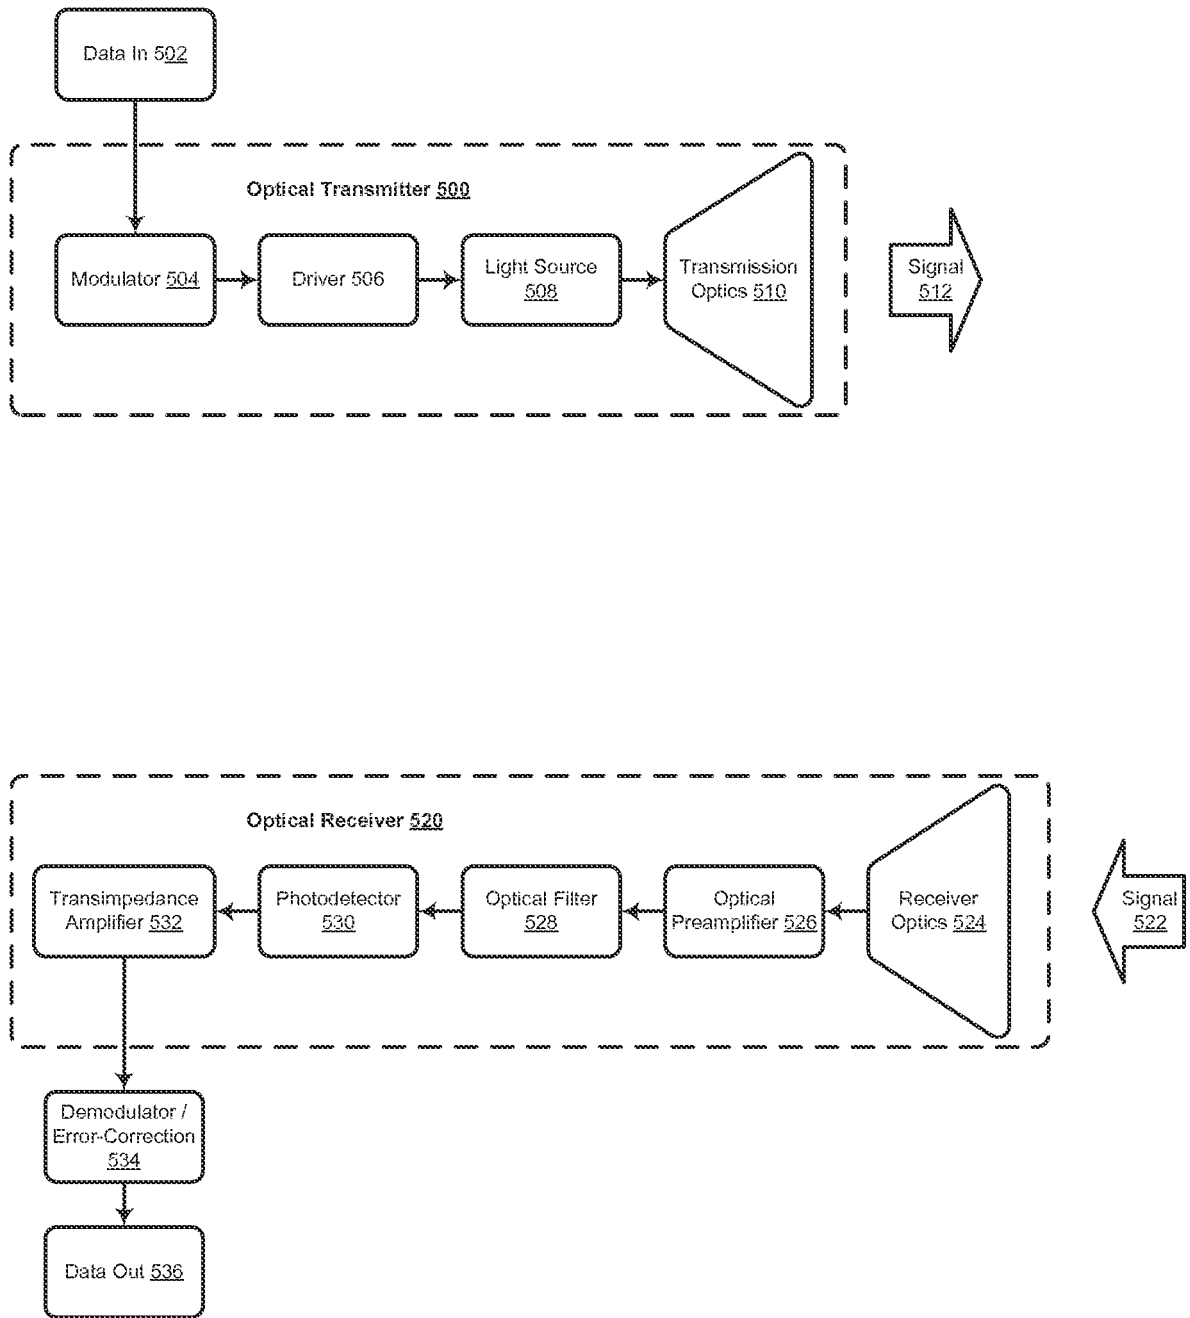 Data In 502
Optical Transmitter 500
Modulator 504
Driver 506
Light Source
508
Transmission
Optics 510
Signal
512
Optical Receiver 520
Transimpedance
Amplifier 532
Photodetector
530
Optical Filter
528
Optical
Preamplifier 526
Receiver
Optics 524
Signal
522
Demodulator /
Error-Correction
534
Data Out 536